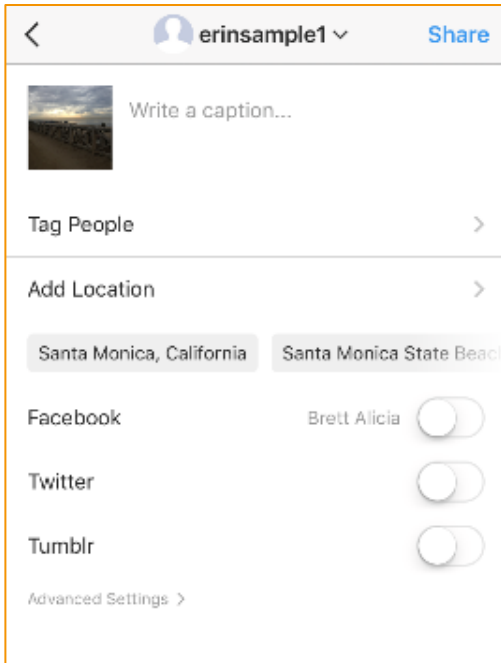 erinsample1 Share
Write a caption...
Tag People
Add Location
Santa Monica, California Santa Monica State Beac
Facebook Brett Alicia
Twitter
Tumblr
Advanced Settings